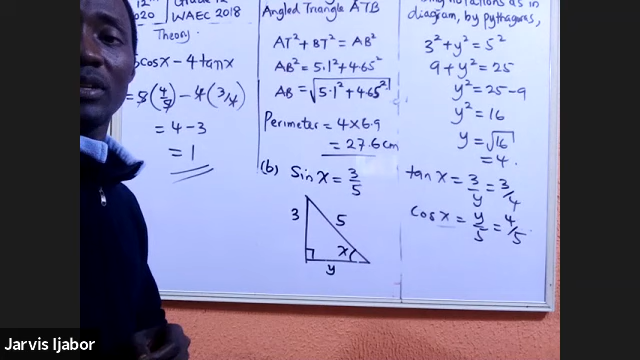 12th
2020
WAEC 2018
Theory.
5cosx - 4tanx
= 5(4/5) - 4(3/4)
= 4 - 3
= 1
Angled Triangle ATB
AT² + BT² = AB²
AB² = 5.1² + 4.65²
AB = √5.1² + 4.65²
Perimeter = 4×6.9
= 27.6cm
(b) Sin x = 3/5
3
5
x
y
notations as in
diagram, by pythagoras,
3² + y² = 5²
9 + y² = 25
y² = 25 - 9
y² = 16
y = √16
= 4.
tan x = 3/y = 3/4
cos x = y/5 = 4/5.
Jarvis Ijabor